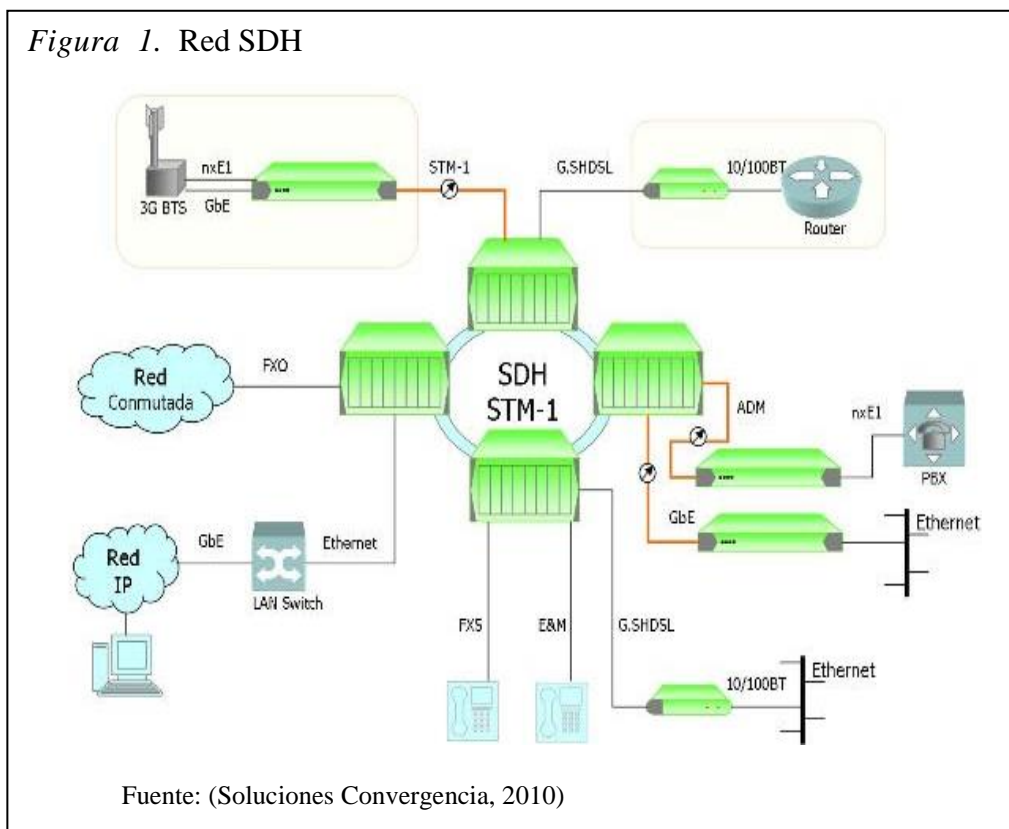 Figura 1. Red SDH
nxE1
STM-1
G.SHDSL
10/100BT
3G BTS
GbE
Router
Red
Conmutada
FXO
SDH
STM-1
ADM
nxE1
PBX
GbE
Ethernet
Red
IP
GbE
Ethernet
LAN Switch
FXS
E&M
G.SHDSL
10/100BT
Ethernet
Fuente: (Soluciones Convergencia, 2010)